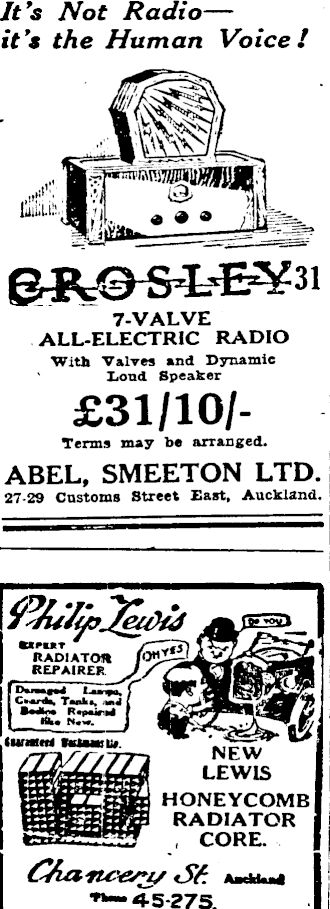 It's Not Radio—
it's the Human Voice!
CROSLEY 31
7-VALVE
ALL-ELECTRIC RADIO
With Valves and Dynamic
Loud Speaker
£31/10/-
Terms may be arranged.
ABEL, SMEETON LTD.
27-29 Customs Street East, Auckland.
Philip Lewis
EXPERT
RADIATOR
REPAIRER
OH YES
DO YOU
Damaged Lamps,
Guards, Tanks, and
Bodies Repaired
like New.
Guaranteed Workmanship.
NEW
LEWIS
HONEYCOMB
RADIATOR
CORE.
Chancery St. Auckland
'Phone 45-275.